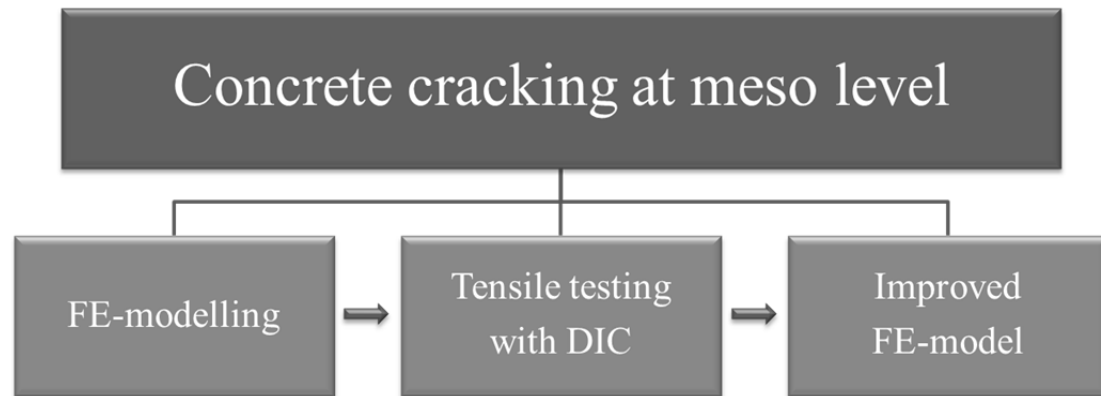 Concrete cracking at meso level
FE-modelling
Tensile testing
with DIC
Improved
FE-model